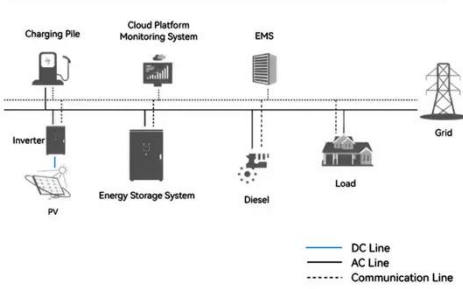 Cloud Platform
Monitoring System
Charging Pile
EMS
Grid
Inverter
Energy Storage System
Diesel
Load
PV
DC Line
AC Line
Communication Line